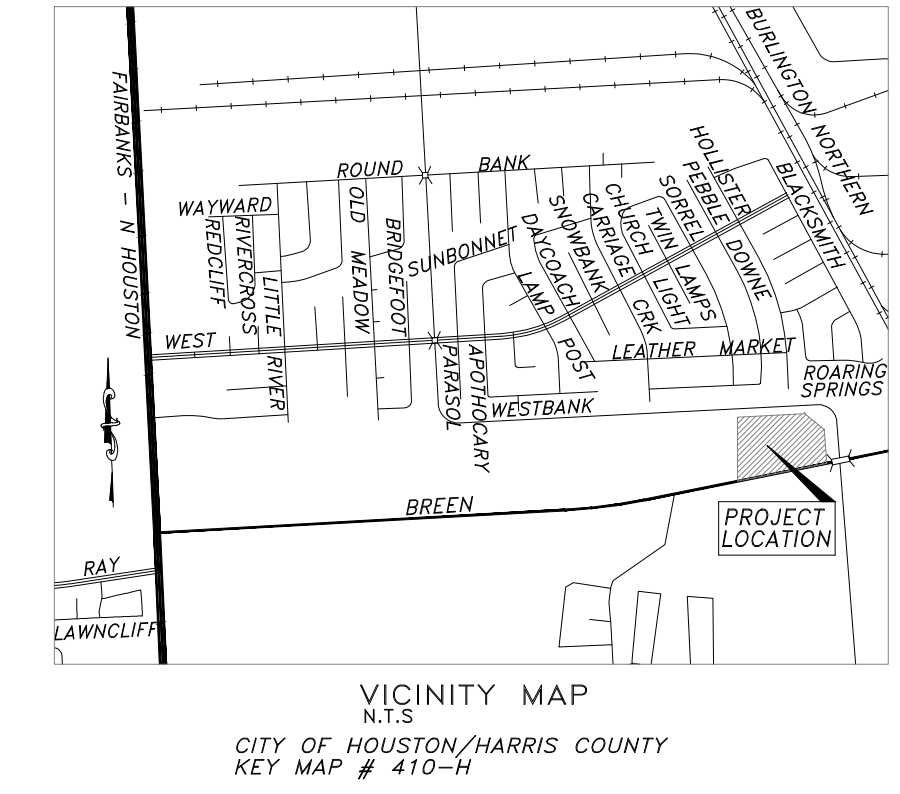 BURLINGTON NORTHERN
FAIRBANKS - N HOUSTON
ROUND BANK
HOLLISTER
PEBBLE DOWNE
BLACKSMITH
SORREL
TWIN LAMPS
LIGHT
CHURCH
CARRIAGE CRK
SNOWBANK
DAYCOACH
SUNBONNET
LAMP POST
WAYWARD
REDCLIFF
RIVERCROSS
LITTLE RIVER
OLD MEADOW
BRIDGEFOOT
WEST
PARASOL
APOTHOCARY
LEATHER MARKET
WESTBANK
ROARING
SPRINGS
BREEN
PROJECT
LOCATION
RAY
LAWNCLIFF
VICINITY MAP
N.T.S
CITY OF HOUSTON/HARRIS COUNTY
KEY MAP # 410-H